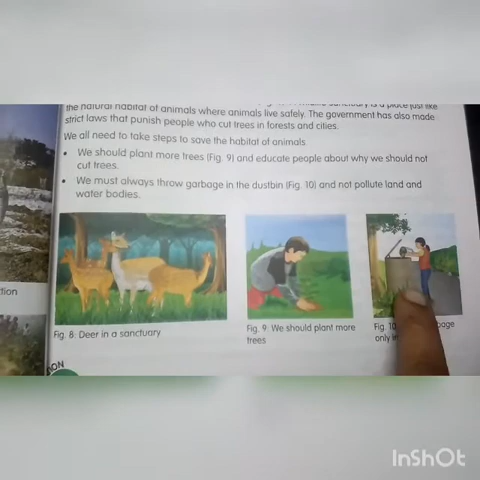 the natural habitat of animals where animals live safely. The government has also made
strict laws that punish people who cut trees in forests and cities.
We all need to take steps to save the habitat of animals
• We should plant more trees (Fig. 9) and educate people about why we should not
cut trees.
• We must always throw garbage in the dustbin (Fig. 10) and not pollute land and
water bodies.
Fig. 8: Deer in a sanctuary
Fig. 9: We should plant more
trees
Fig. 10
only
InShOt